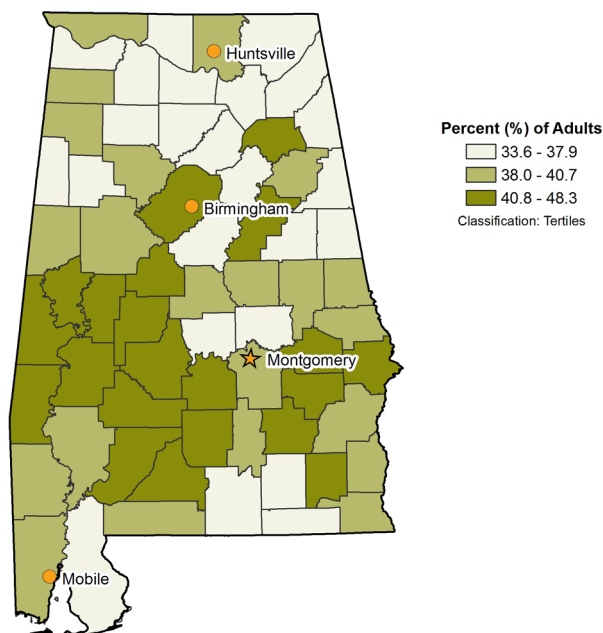 Huntsville
Percent (%) of Adults
33.6 - 37.9
38.0 - 40.7
40.8 - 48.3
Classification: Tertiles
Birmingham
Montgomery
Mobile